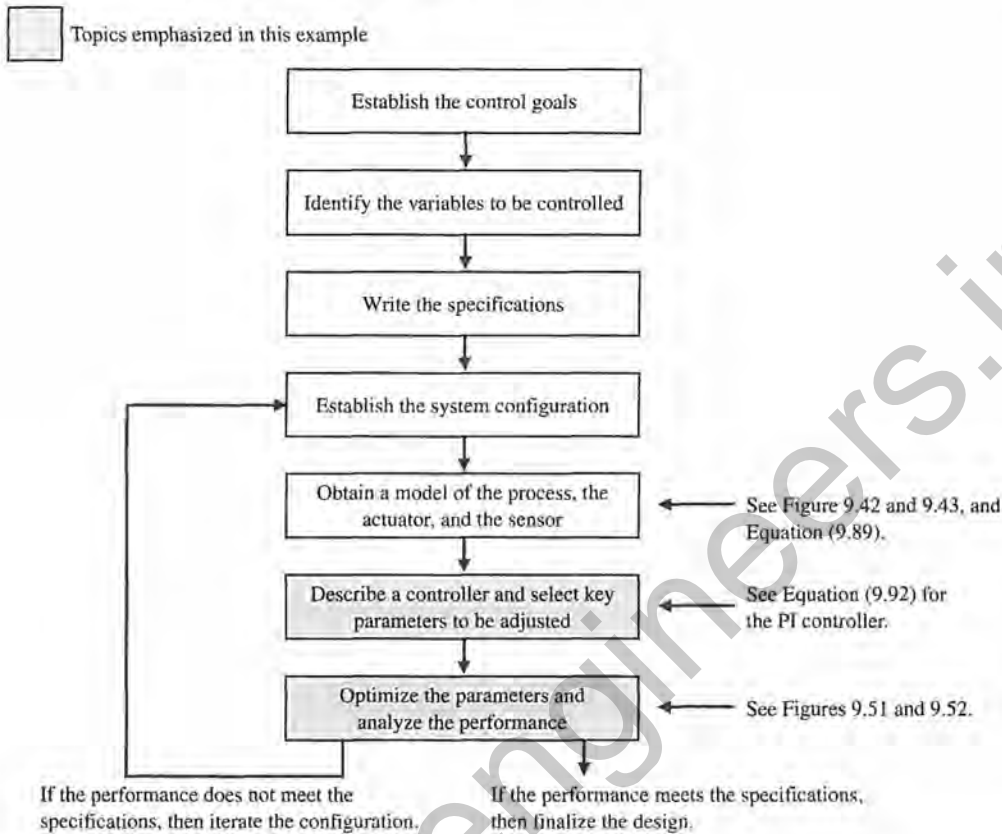 Topics emphasized in this example
Establish the control goals
Identify the variables to be controlled
Write the specifications
Establish the system configuration
Obtain a model of the process, the
actuator, and the sensor
See Figure 9.42 and 9.43, and
Equation (9.89).
Describe a controller and select key
parameters to be adjusted
See Equation (9.92) for
the PI controller.
Optimize the parameters and
analyze the performance
See Figures 9.51 and 9.52.
If the performance does not meet the
specifications, then iterate the configuration.
If the performance meets the specifications,
then finalize the design.
engineers.i